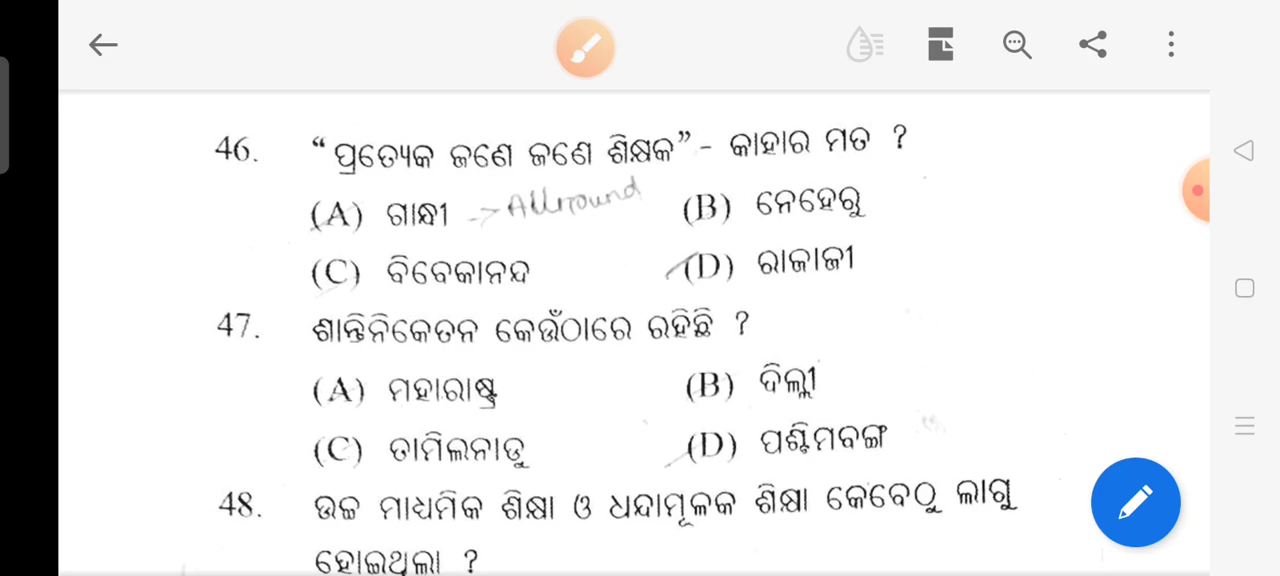 46. “ପ୍ରତ୍ୟେକ ଜଣେ ଜଣେ ଶିକ୍ଷକ” - କାହାର ମତ ?
(A) ଗାନ୍ଧୀ -> Allround (B) ନେହେରୁ
(C) ବିବେକାନନ୍ଦ (D) ରାଜାଜୀ
47. ଶାନ୍ତିନିକେତନ କେଉଁଠାରେ ରହିଛି ?
(A) ମହାରାଷ୍ଟ୍ର (B) ଦିଲ୍ଲୀ
(C) ତାମିଲନାଡୁ (D) ପଶ୍ଚିମବଙ୍ଗ
48. ଉଚ୍ଚ ମାଧ୍ୟମିକ ଶିକ୍ଷା ଓ ଧନ୍ଦାମୂଳକ ଶିକ୍ଷା କେବେଠୁ ଲାଗୁ
ହୋଇଥିଲା ?